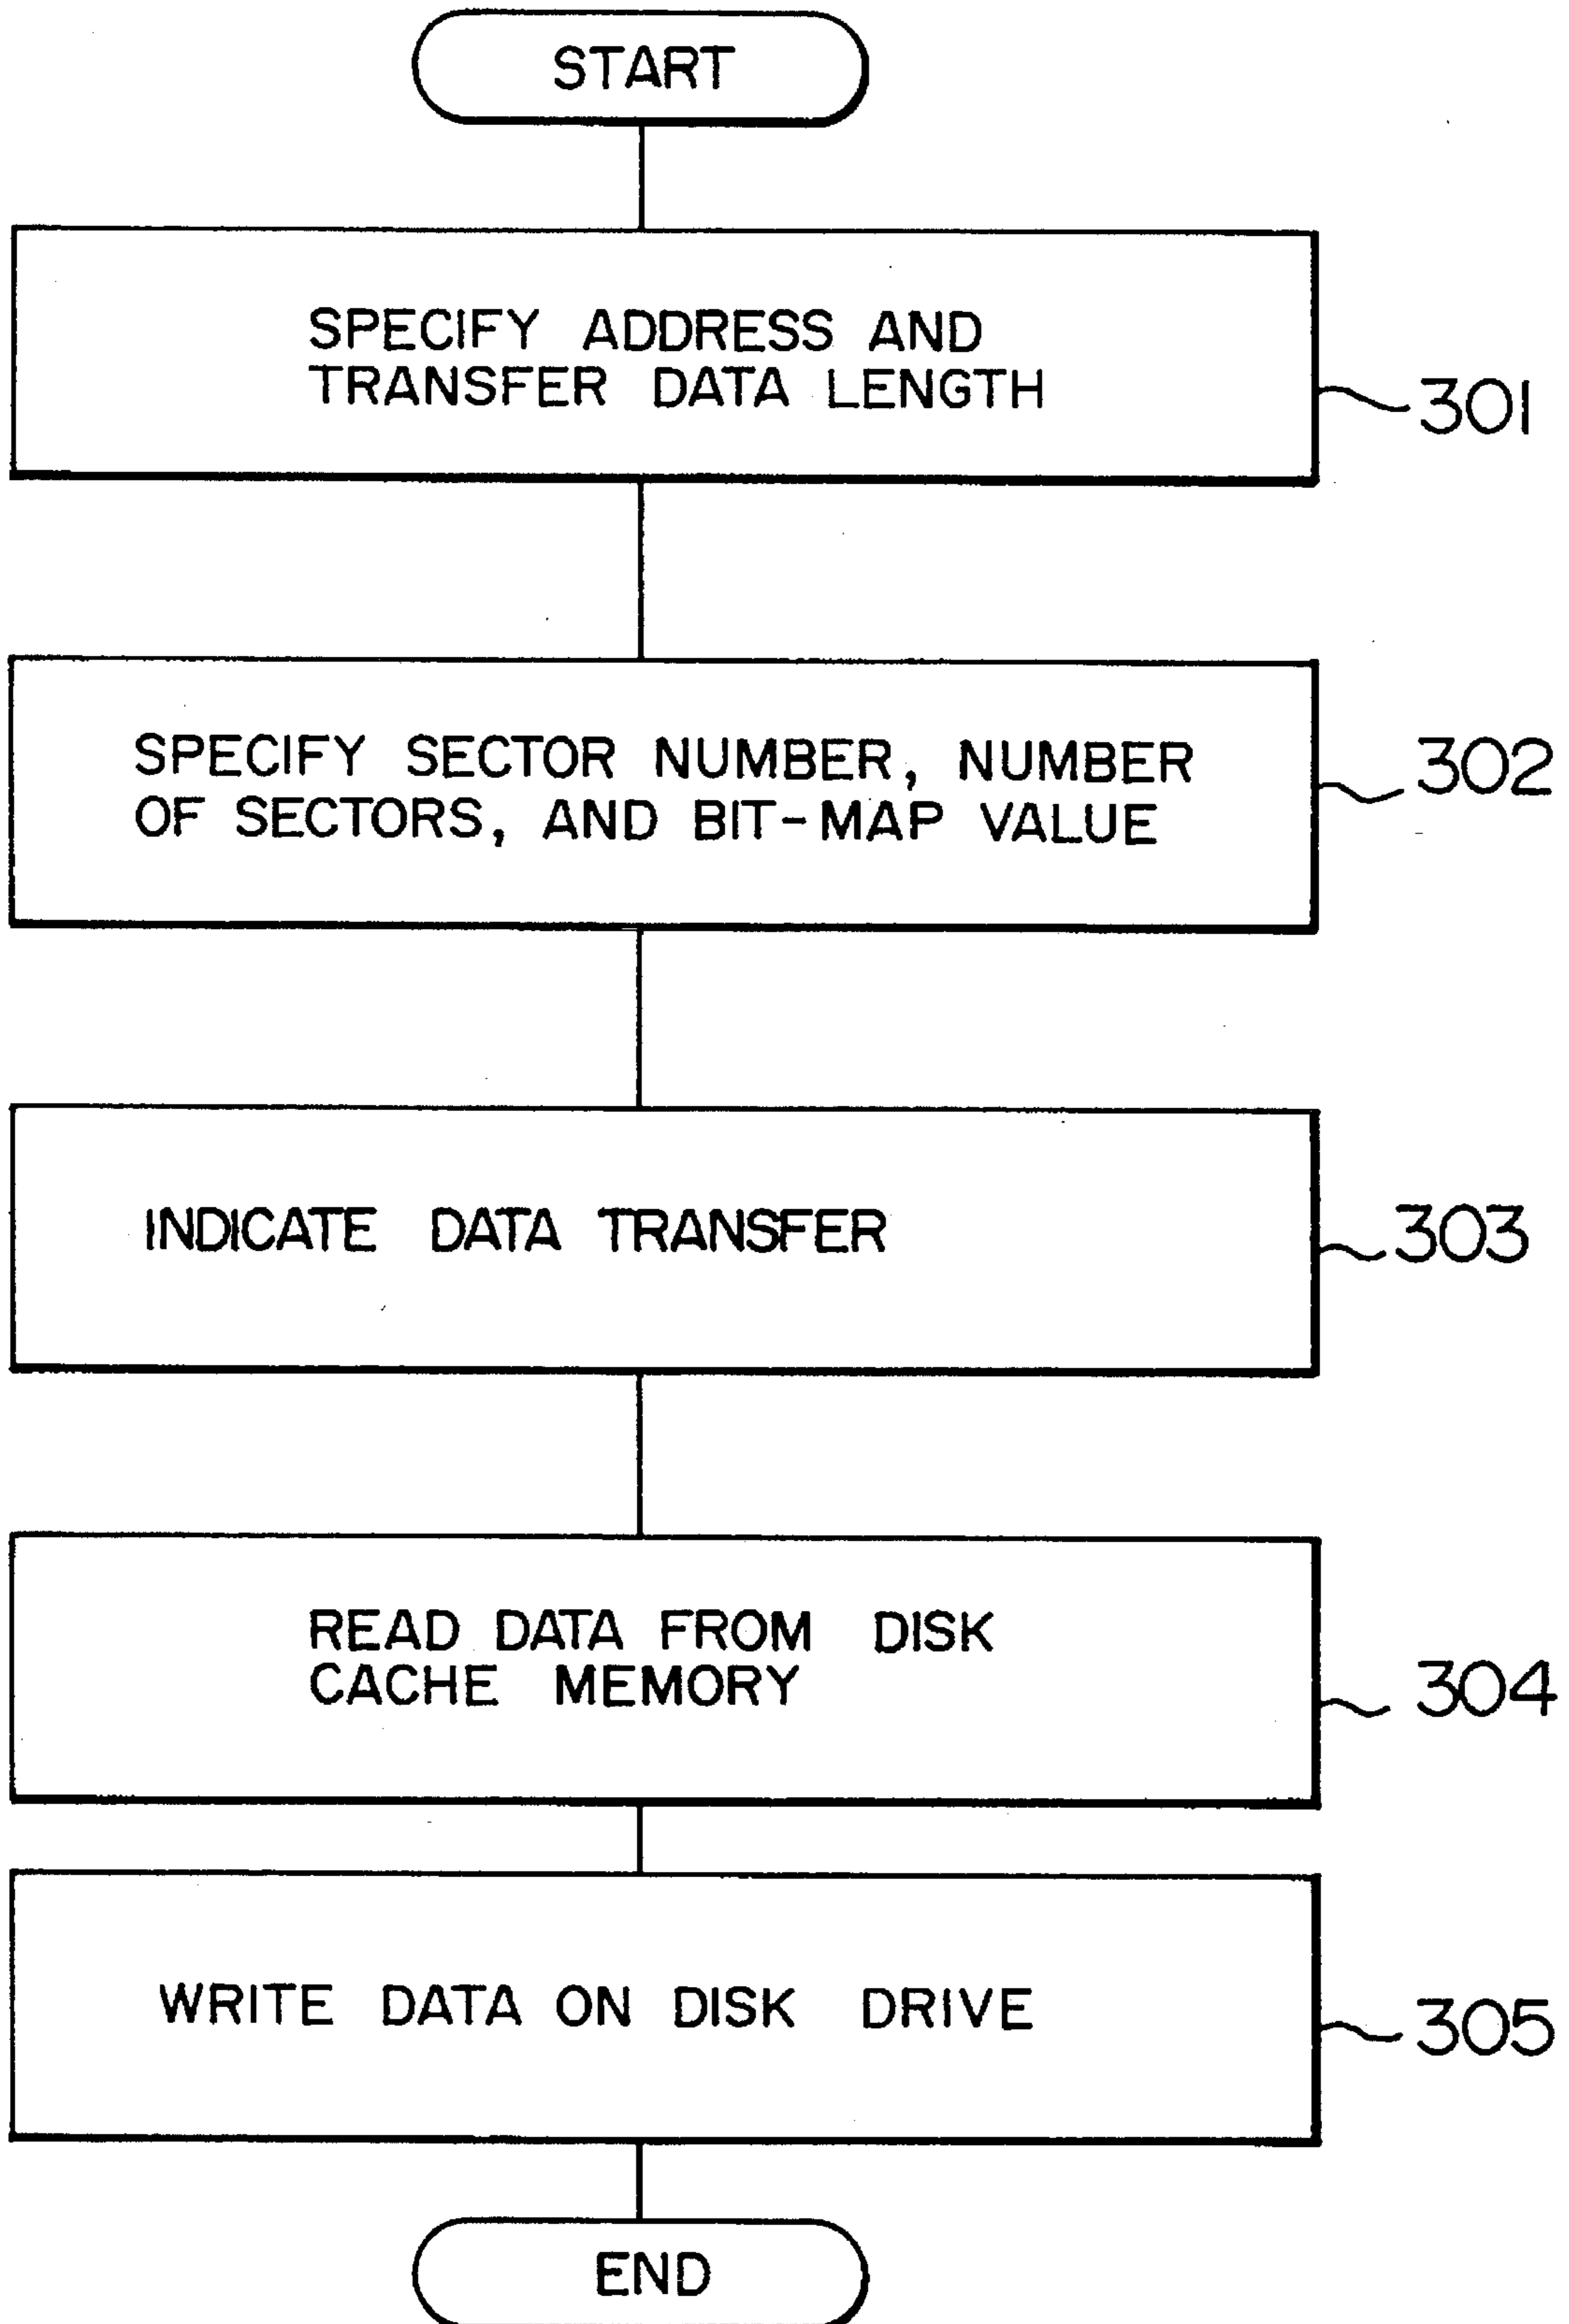 START
SPECIFY ADDRESS AND
TRANSFER DATA LENGTH
301
SPECIFY SECTOR NUMBER, NUMBER
OF SECTORS, AND BIT-MAP VALUE
302
INDICATE DATA TRANSFER
303
READ DATA FROM DISK
CACHE MEMORY
304
WRITE DATA ON DISK DRIVE
305
END